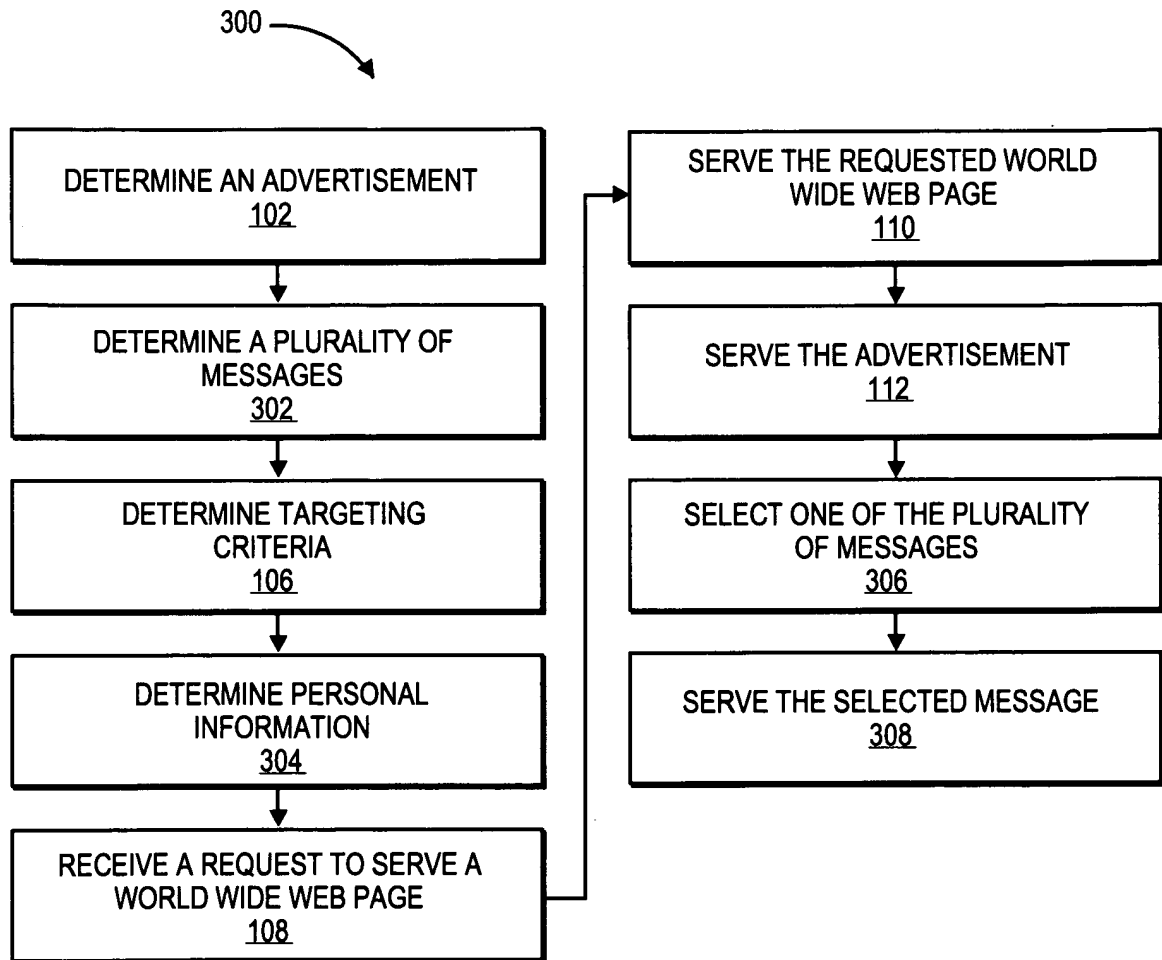 300
DETERMINE AN ADVERTISEMENT
102
DETERMINE A PLURALITY OF
MESSAGES
302
DETERMINE TARGETING
CRITERIA
106
DETERMINE PERSONAL
INFORMATION
304
RECEIVE A REQUEST TO SERVE A
WORLD WIDE WEB PAGE
108
SERVE THE REQUESTED WORLD
WIDE WEB PAGE
110
SERVE THE ADVERTISEMENT
112
SELECT ONE OF THE PLURALITY
OF MESSAGES
306
SERVE THE SELECTED MESSAGE
308